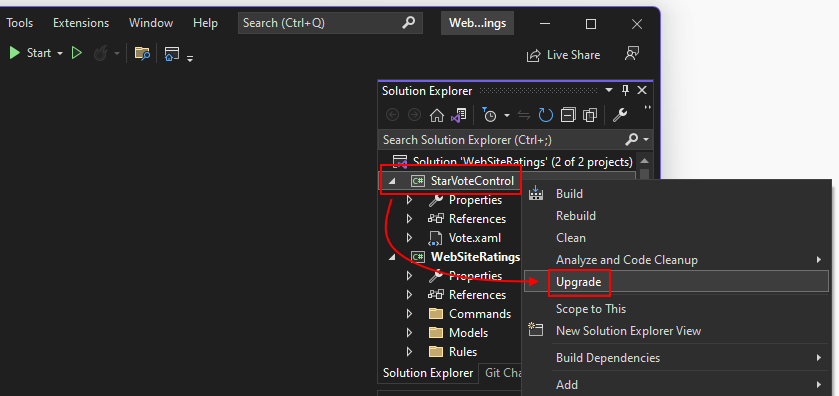 Tools Extensions Window Help Search (Ctrl+Q) Web...ings
Start Live Share
Solution Explorer
Search Solution Explorer (Ctrl+;)
Solution 'WebSiteRatings' (2 of 2 projects)
C# StarVoteControl
Properties
References
Vote.xaml
C# WebSiteRatings
Properties
References
Commands
Models
Rules
Solution Explorer Git Cha
Build
Rebuild
Clean
Analyze and Code Cleanup
Upgrade
Scope to This
New Solution Explorer View
Build Dependencies
Add